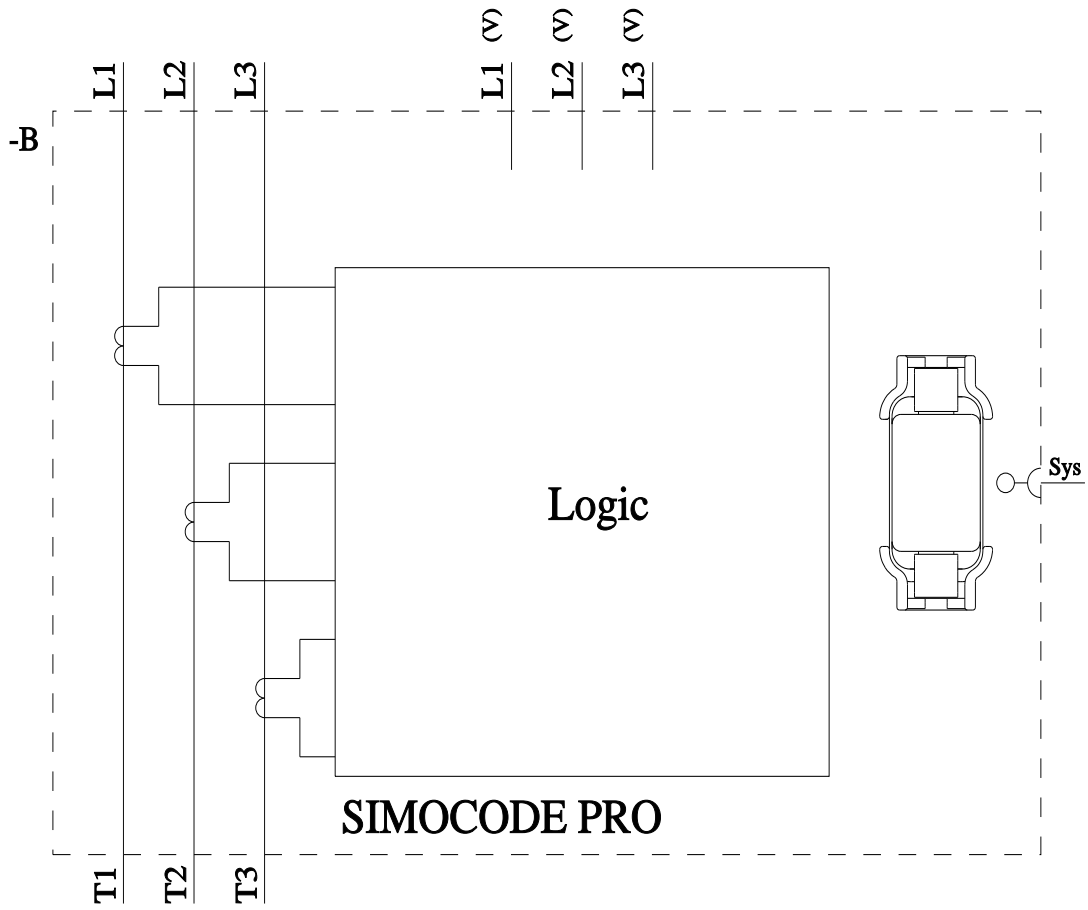 L1 (V)
L2 (V)
L3 (V)
L1
L2
L3
-B
Sys
Logic
SIMOCODE PRO
T1
T2
T3